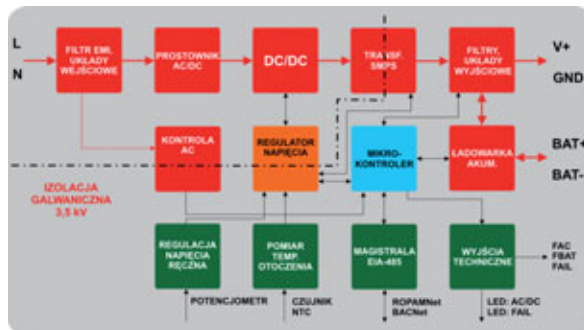 L
N
FILTR EMI.
UKŁADY
WEJŚCIOWE
PROSTOWNIK
AC/DC
DC/DC
TRANSF.
SMPS
FILTRY,
UKŁADY
WYJŚCIOWE
V+
GND
KONTROLA
AC
REGULATOR
NAPIĘCIA
MIKRO-
KONTROLER
ŁADOWARKA
AKUM.
BAT+
BAT-
IZOLACJA
GALWANICZNA
3,5 kV
REGULACJA
NAPIĘCIA
RĘCZNA
POMIAR
TEMP.
OTOCZENIA
MAGISTRALA
EIA-485
WYJŚCIA
TECHNICZNE
FAC
FBAT
FAIL
POTENCJOMETR
CZUJNIK
NTC
ROPAMNet
BACNet
LED: AC/DC
LED: FAIL